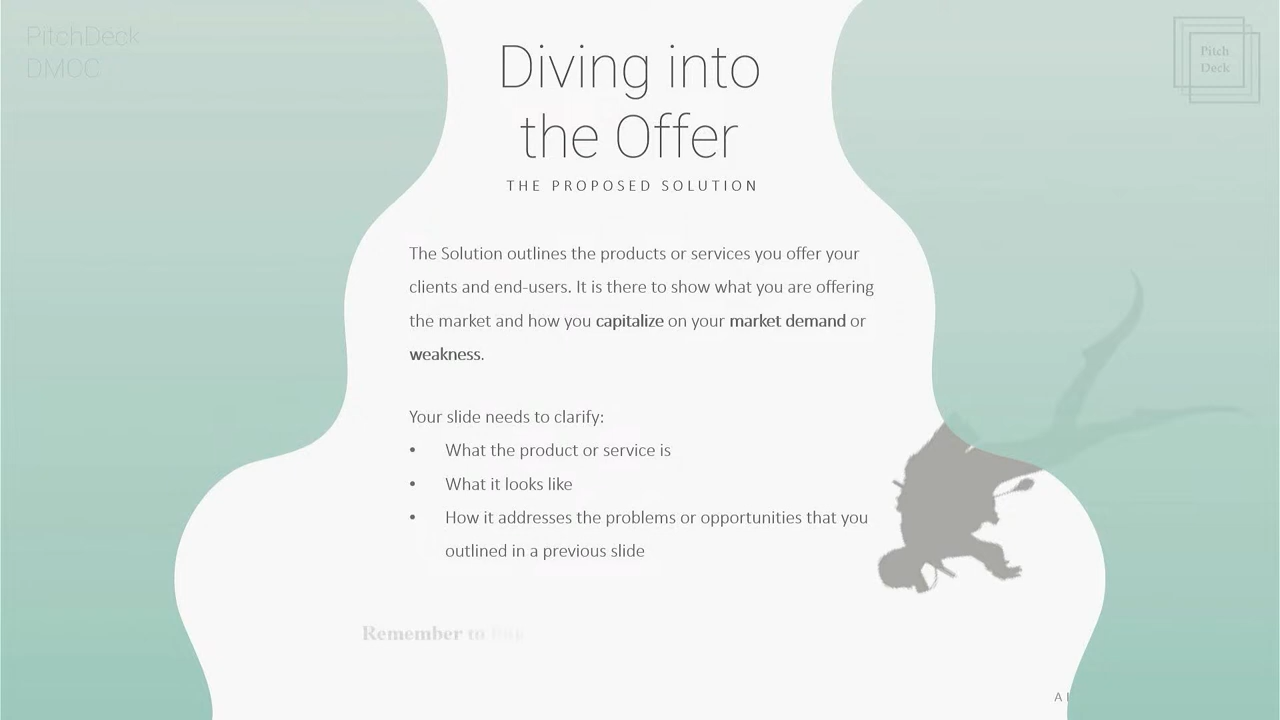 PitchDeck
DMOC
Pitch
Deck
Diving into
the Offer
THE PROPOSED SOLUTION
The Solution outlines the products or services you offer your
clients and end-users. It is there to show what you are offering
the market and how you capitalize on your market demand or
weakness.
Your slide needs to clarify:
• What the product or service is
• What it looks like
• How it addresses the problems or opportunities that you
outlined in a previous slide
Remember to